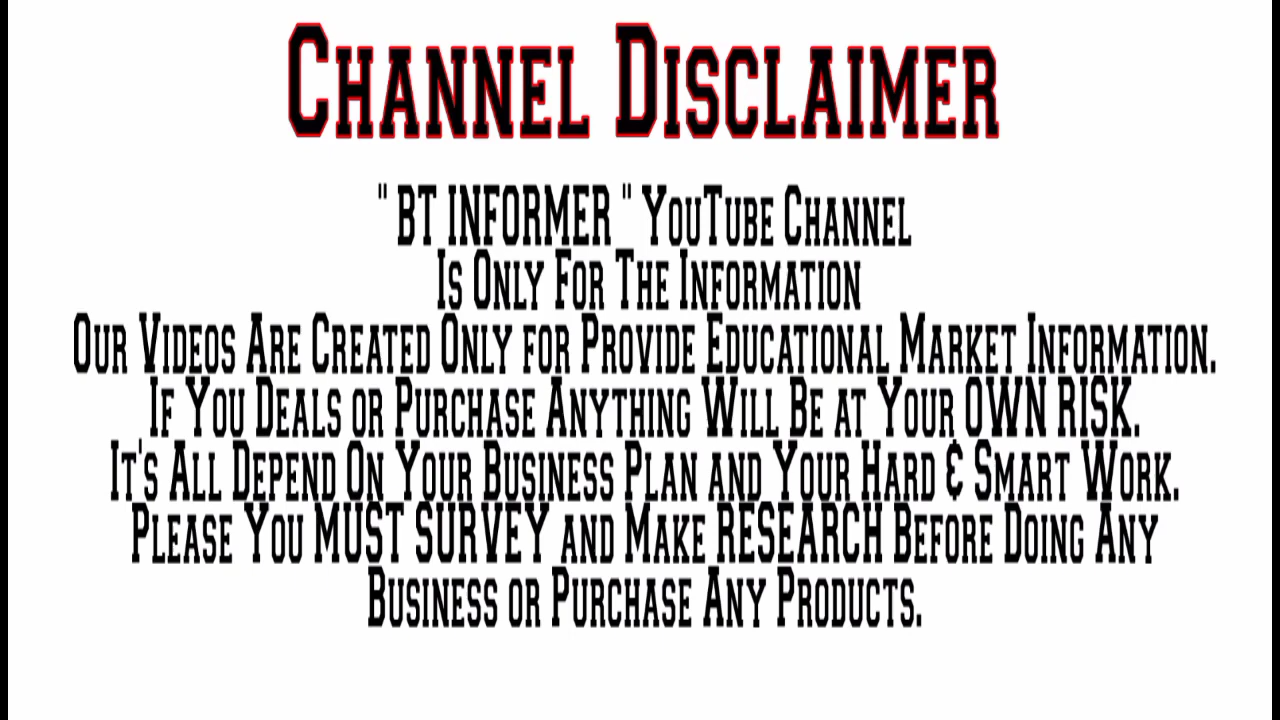 Channel Disclaimer
" BT INFORMER " YouTube Channel
Is Only For The Information
Our Videos Are Created Only for Provide Educational Market Information.
If You Deals or Purchase Anything Will Be at Your OWN RISK.
It's All Depend On Your Business Plan and Your Hard & Smart Work.
Please You MUST SURVEY and Make RESEARCH Before Doing Any
Business or Purchase Any Products.